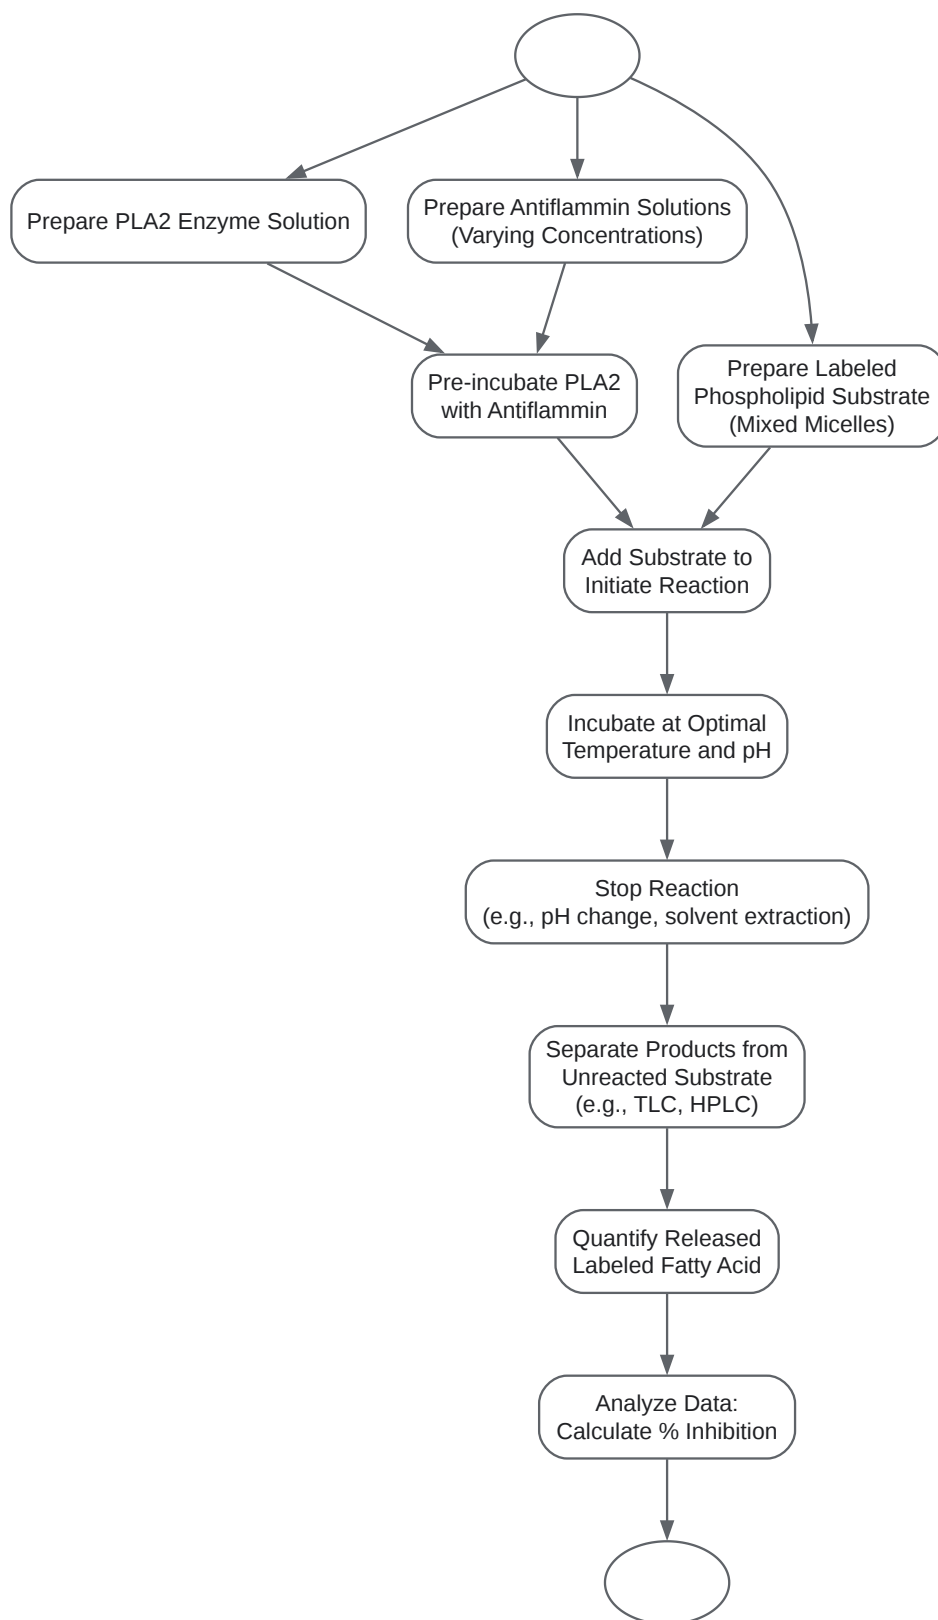 Prepare PLA2 Enzyme Solution
Prepare Antiflammin Solutions
(Varying Concentrations)
Pre-incubate PLA2
with Antiflammin
Prepare Labeled
Phospholipid Substrate
(Mixed Micelles)
Add Substrate to
Initiate Reaction
Incubate at Optimal
Temperature and pH
Stop Reaction
(e.g., pH change, solvent extraction)
Separate Products from
Unreacted Substrate
(e.g., TLC, HPLC)
Quantify Released
Labeled Fatty Acid
Analyze Data:
Calculate % Inhibition